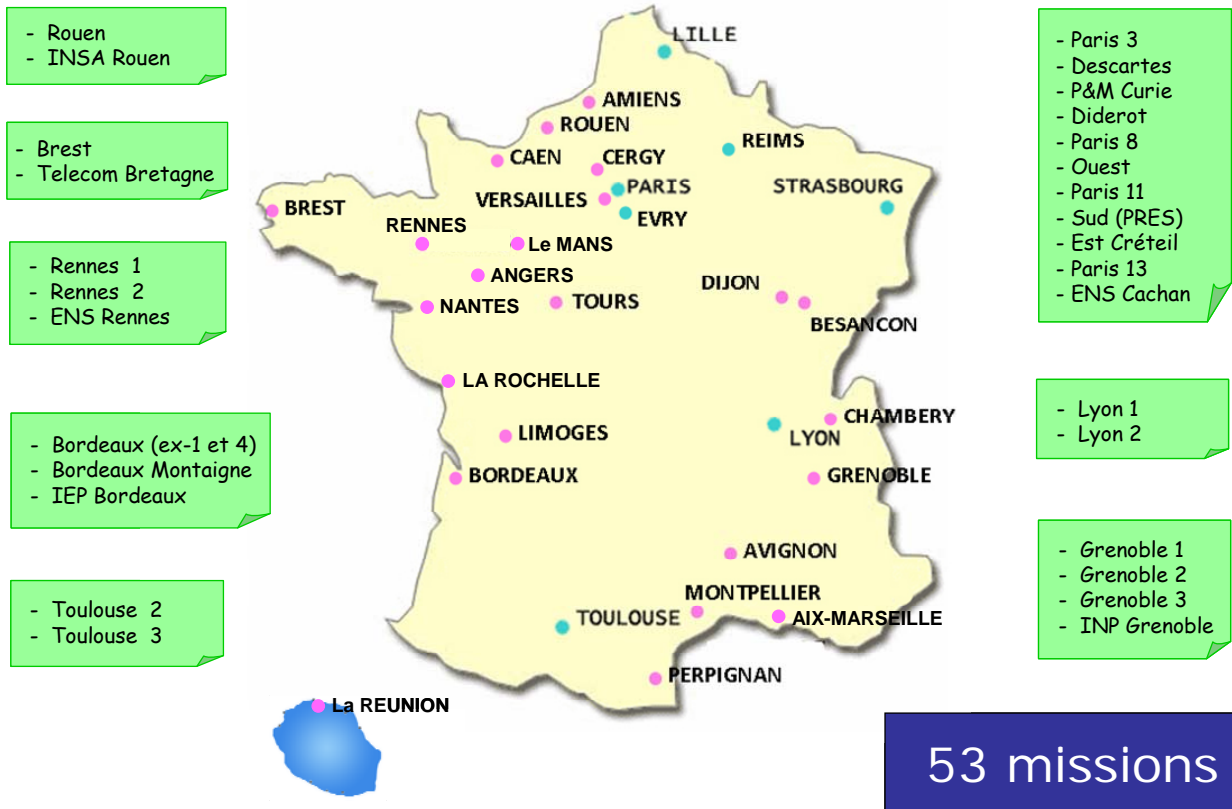 - Rouen
- INSA Rouen
- Brest
- Telecom Bretagne
- Rennes 1
- Rennes 2
- ENS Rennes
- Bordeaux (ex-1 et 4)
- Bordeaux Montaigne
- IEP Bordeaux
- Toulouse 2
- Toulouse 3
LILLE
AMIENS
ROUEN
REIMS
CAEN
CERGY
PARIS
STRASBOURG
VERSAILLES
BREST
EVRY
RENNES
Le MANS
ANGERS
DIJON
NANTES
TOURS
BESANCON
LA ROCHELLE
CHAMBERY
LIMOGES
LYON
BORDEAUX
GRENOBLE
AVIGNON
MONTPELLIER
TOULOUSE
AIX-MARSEILLE
PERPIGNAN
La REUNION
- Paris 3
- Descartes
- P&M Curie
- Diderot
- Paris 8
- Ouest
- Paris 11
- Sud (PRES)
- Est Créteil
- Paris 13
- ENS Cachan
- Lyon 1
- Lyon 2
- Grenoble 1
- Grenoble 2
- Grenoble 3
- INP Grenoble
53 missions